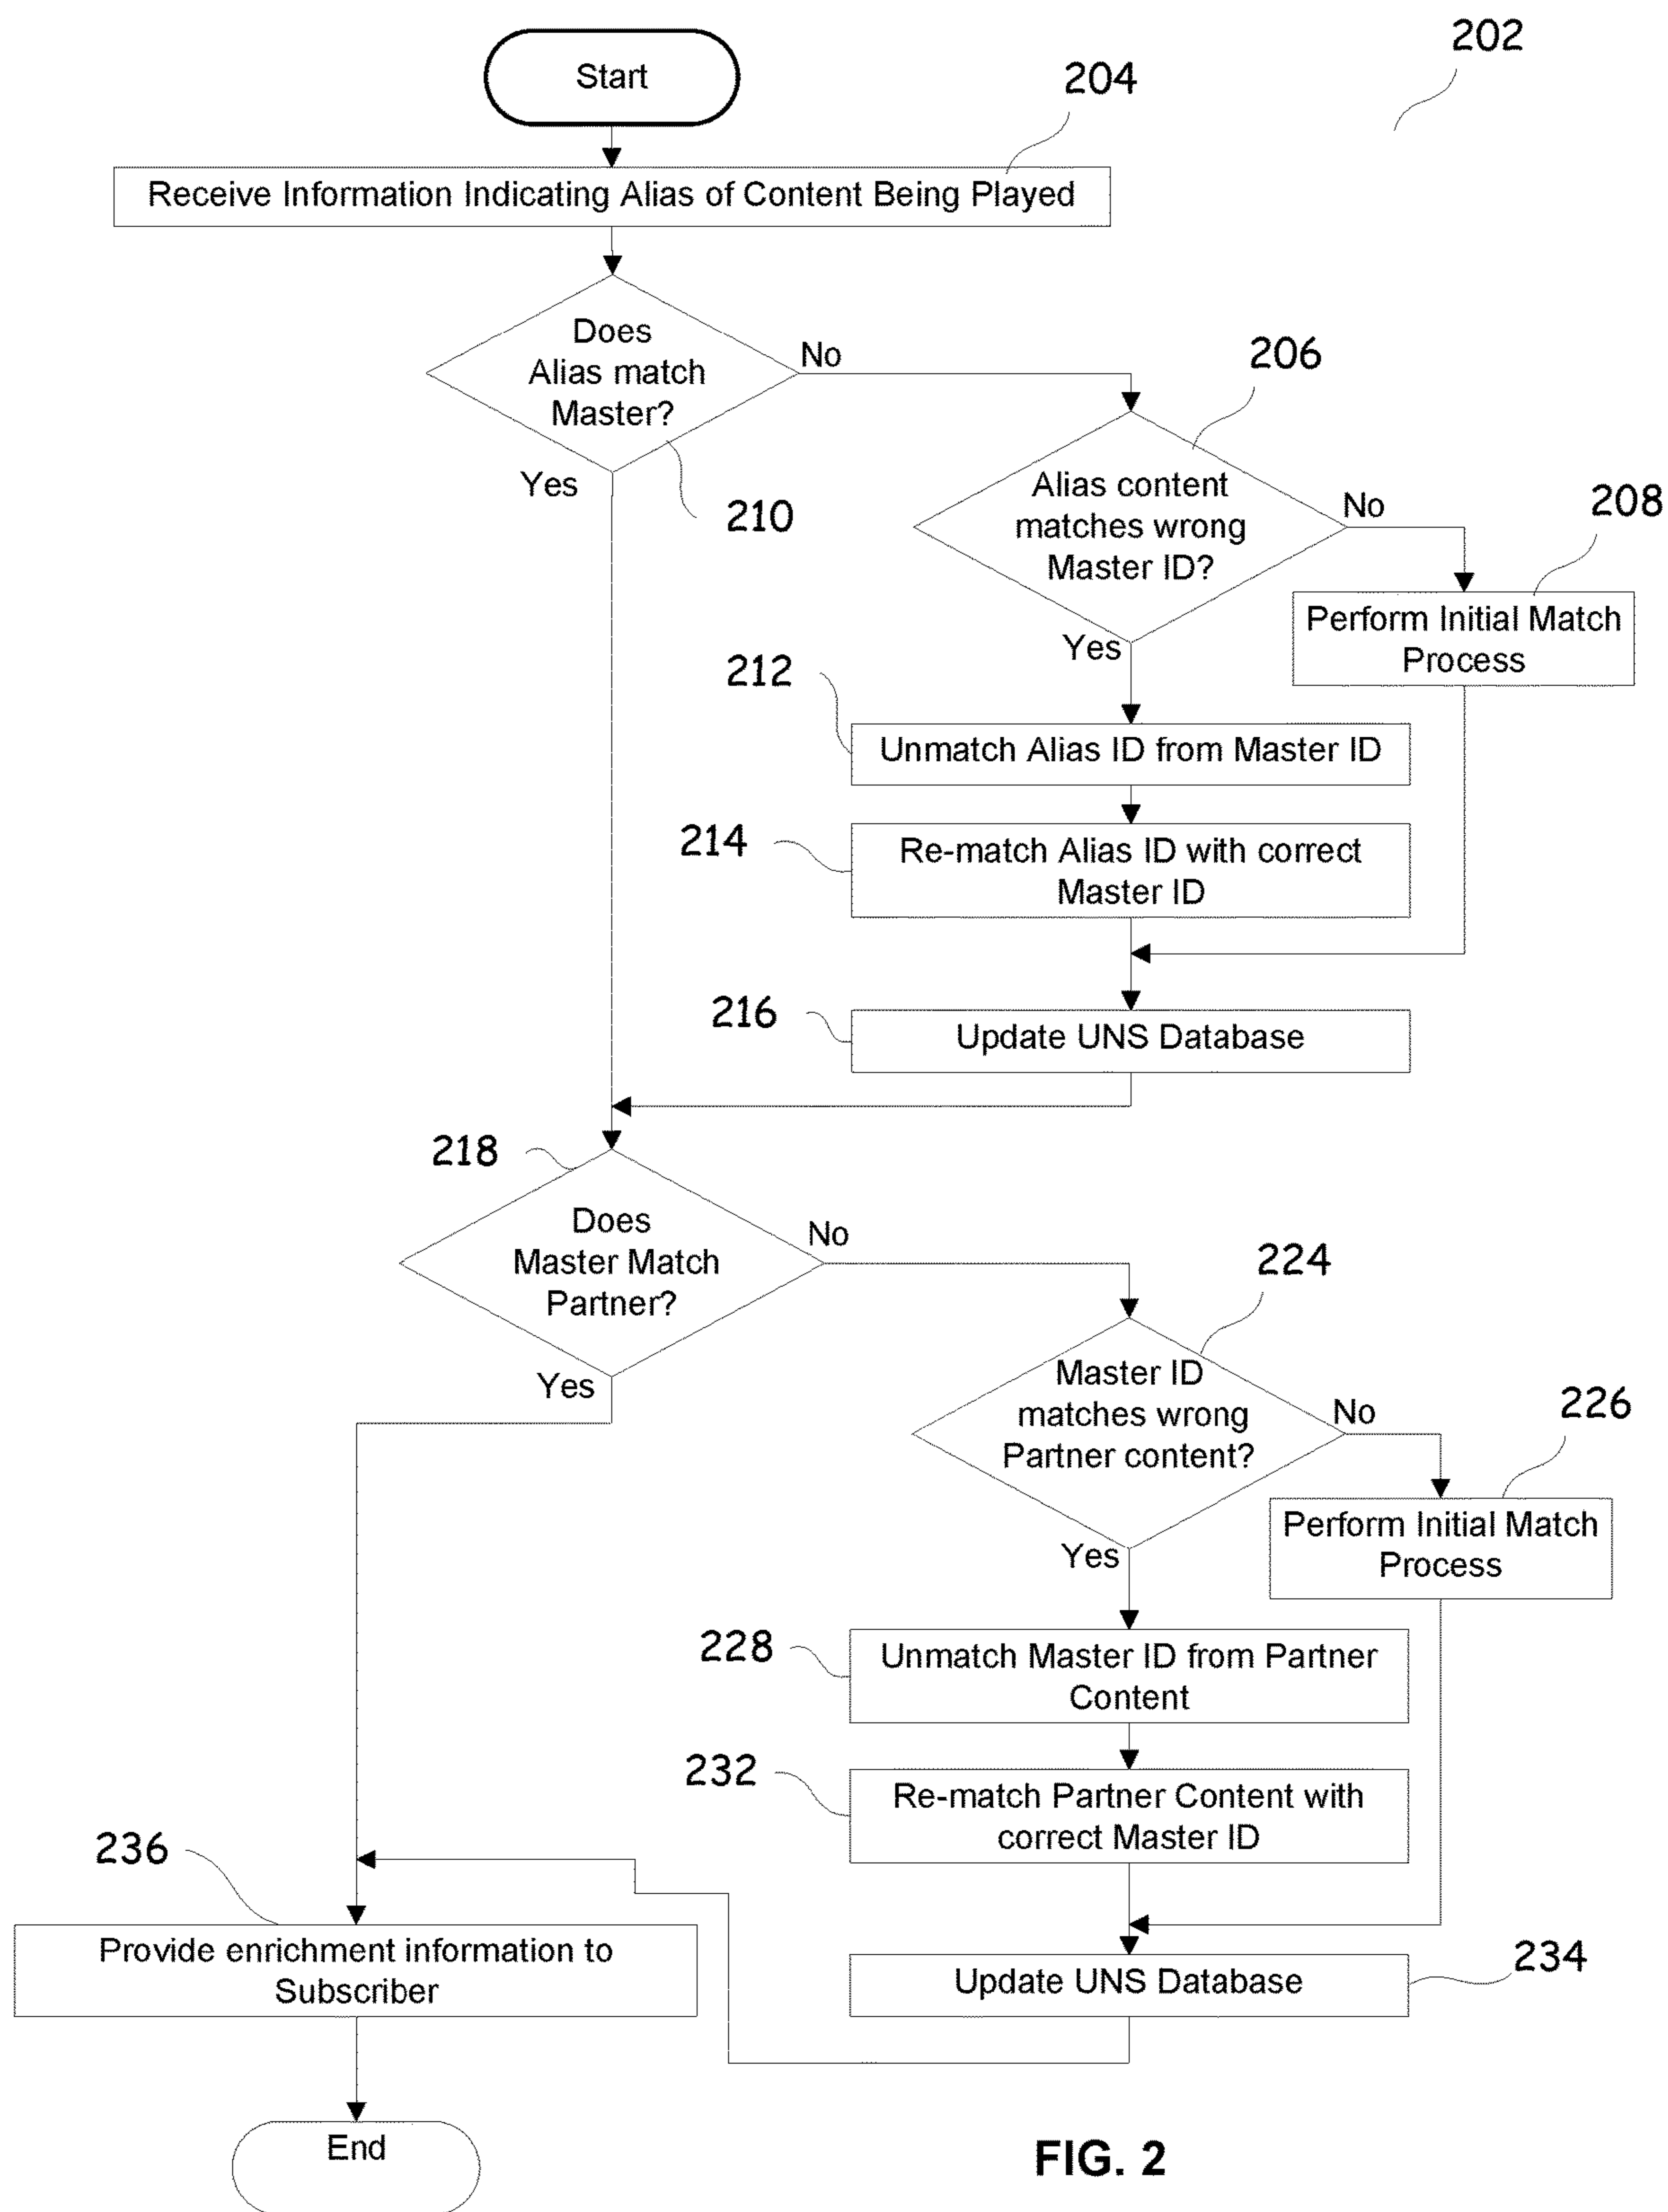 202
Start
204
Receive Information Indicating Alias of Content Being Played
Does
Alias match
Master?
No
Yes
210
206
Alias content
matches wrong
Master ID?
No
208
Yes
Perform Initial Match
Process
212
Unmatch Alias ID from Master ID
214
Re-match Alias ID with correct
Master ID
216
Update UNS Database
218
Does
Master Match
Partner?
No
Yes
224
Master ID
matches wrong
Partner content?
No
226
Yes
Perform Initial Match
Process
228
Unmatch Master ID from Partner
Content
232
Re-match Partner Content with
correct Master ID
234
Update UNS Database
236
Provide enrichment information to
Subscriber
End
FIG. 2